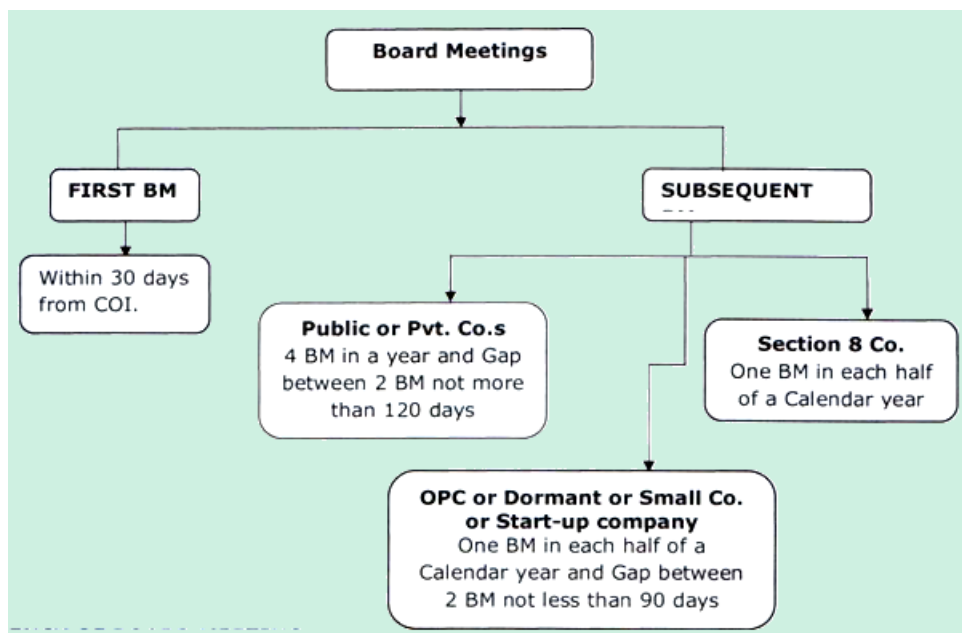 Board Meetings
FIRST BM
SUBSEQUENT
Within 30 days
from COI.
Public or Pvt. Co.s
4 BM in a year and Gap
between 2 BM not more
than 120 days
Section 8 Co.
One BM in each half
of a Calendar year
OPC or Dormant or Small Co.
or Start-up company
One BM in each half of a
Calendar year and Gap between
2 BM not less than 90 days